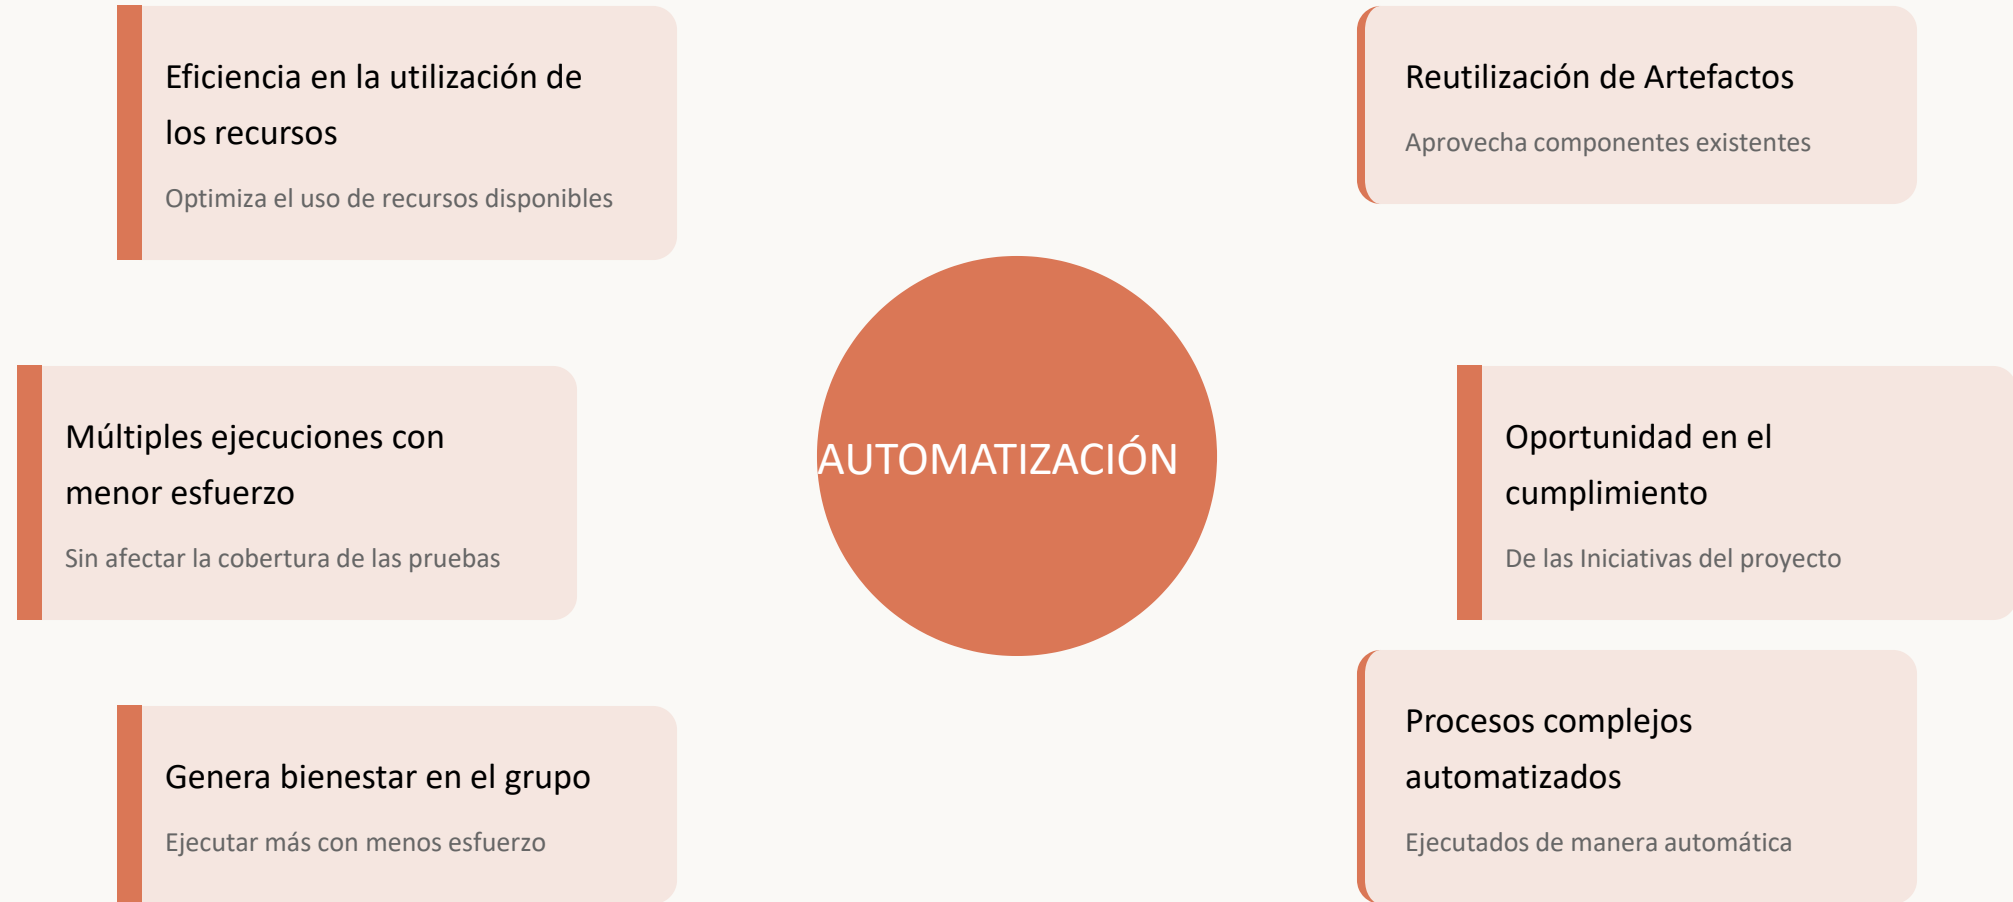 Eficiencia en la utilización de
los recursos
Optimiza el uso de recursos disponibles
Reutilización de Artefactos
Aprovecha componentes existentes
Múltiples ejecuciones con
menor esfuerzo
Sin afectar la cobertura de las pruebas
AUTOMATIZACIÓN
Oportunidad en el
cumplimiento
De las Iniciativas del proyecto
Genera bienestar en el grupo
Ejecutar más con menos esfuerzo
Procesos complejos
automatizados
Ejecutados de manera automática